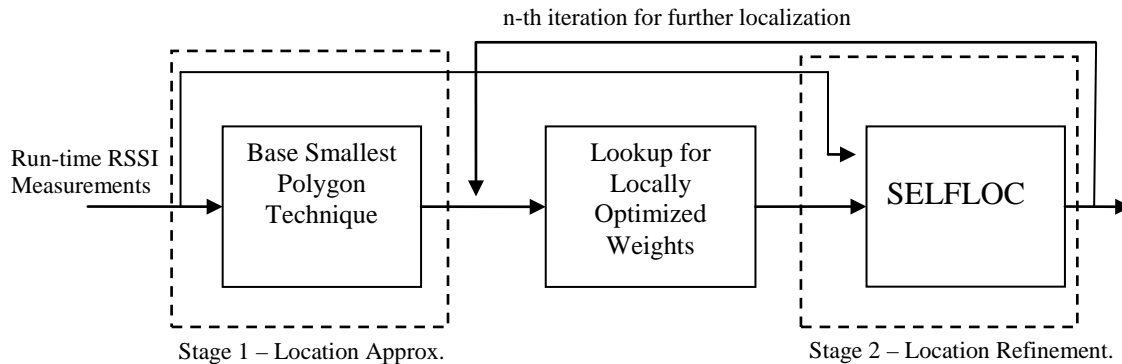 n-th iteration for further localization
Run-time RSSI
Measurements
Base Smallest
Polygon
Technique
Lookup for
Locally
Optimized
Weights
SELFLOC
Stage 1 – Location Approx.
Stage 2 – Location Refinement.